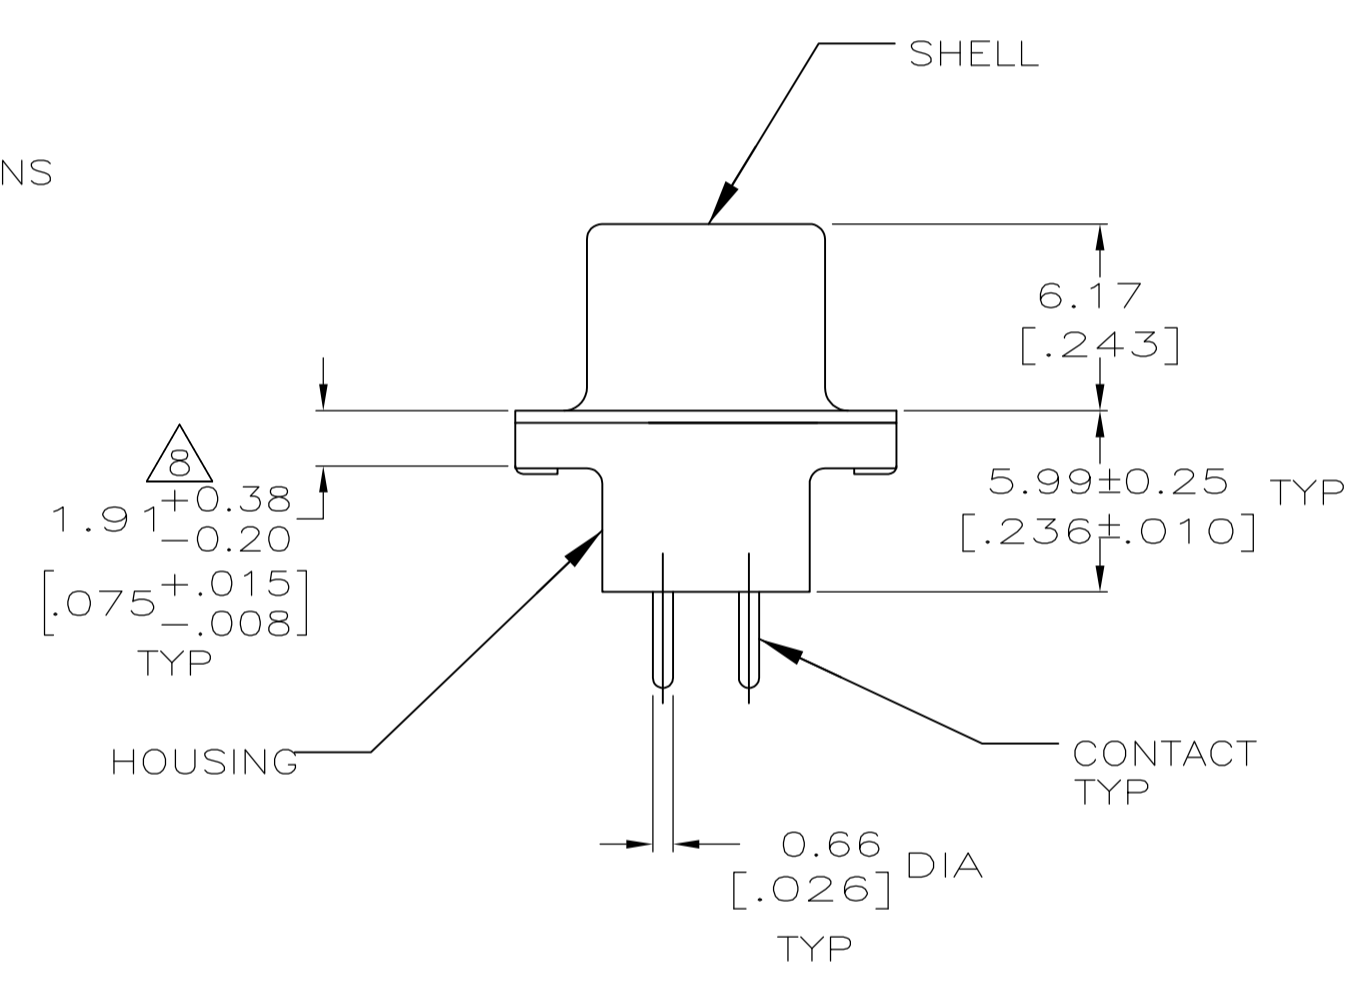 SHELL
NS
6.17
[.243]
8
1.91 +0.38
-0.20
[.075 +.015
-.008]
TYP
5.99±0.25 TYP
[.236±.010]
HOUSING
CONTACT
TYP
0.66 DIA
[.026]
TYP